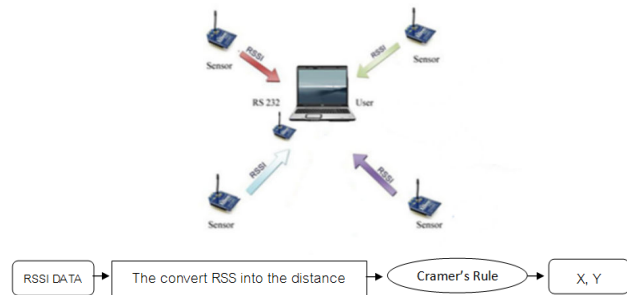 RSSI
RSSI
Sensor
Sensor
RS 232
User
RSSI
RSSI
Sensor
Sensor
RSSI DATA
The convert RSS into the distance
Cramer's Rule
X, Y